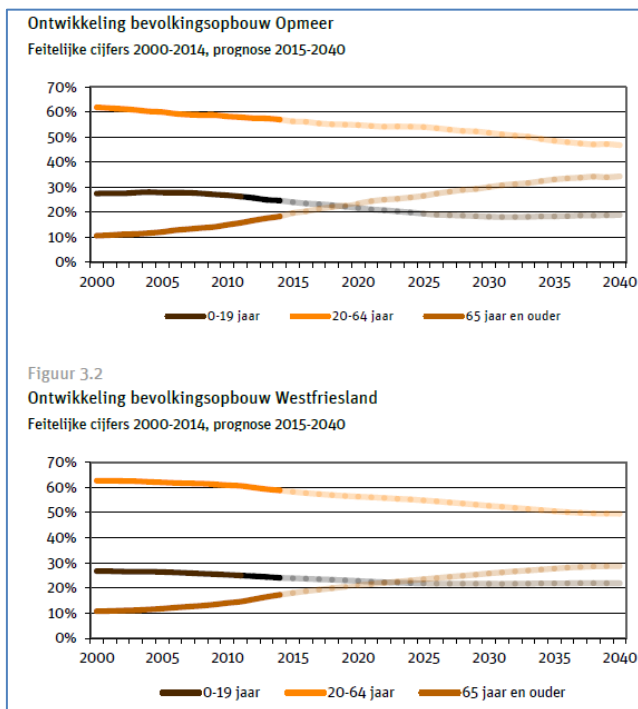 Ontwikkeling bevolkingsopbouw Opmeer
Feitelijke cijfers 2000-2014, prognose 2015-2040
70%
60%
50%
40%
30%
20%
10%
0%
2000 2005 2010 2015 2020 2025 2030 2035 2040
0-19 jaar 20-64 jaar 65 jaar en ouder
Figuur 3.2
Ontwikkeling bevolkingsopbouw Westfriesland
Feitelijke cijfers 2000-2014, prognose 2015-2040
70%
60%
50%
40%
30%
20%
10%
0%
2000 2005 2010 2015 2020 2025 2030 2035 2040
0-19 jaar 20-64 jaar 65 jaar en ouder